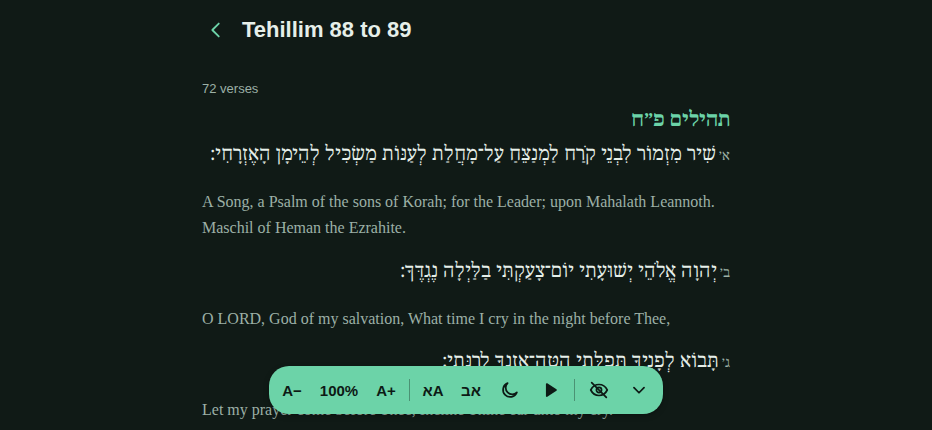 Tehillim 88 to 89
72 verses
תהילים פ״ח
א׳ שִׁיר מִזְמוֹר לִבְנֵי קֹרַח לַמְנַצֵּחַ עַל־מָחֲלַת לְעַנּוֹת מַשְׂכִּיל לְהֵימָן הָאֶזְרָחִי׃
A Song, a Psalm of the sons of Korah; for the Leader; upon Mahalath Leannoth.
Maschil of Heman the Ezrahite.
ב׳ יְהוָה אֱלֹהֵי יְשׁוּעָתִי יוֹם־צָעַקְתִּי בַלַּיְלָה נֶגְדֶּךָ׃
O LORD, God of my salvation, What time I cry in the night before Thee,
ג׳ תָּבוֹא לְפָנֶיךָ תְּפִלָּתִי הַטֵּה־אָזְנְךָ לְרִנָּתִי׃
A− 100% A+ אA אב
Let my